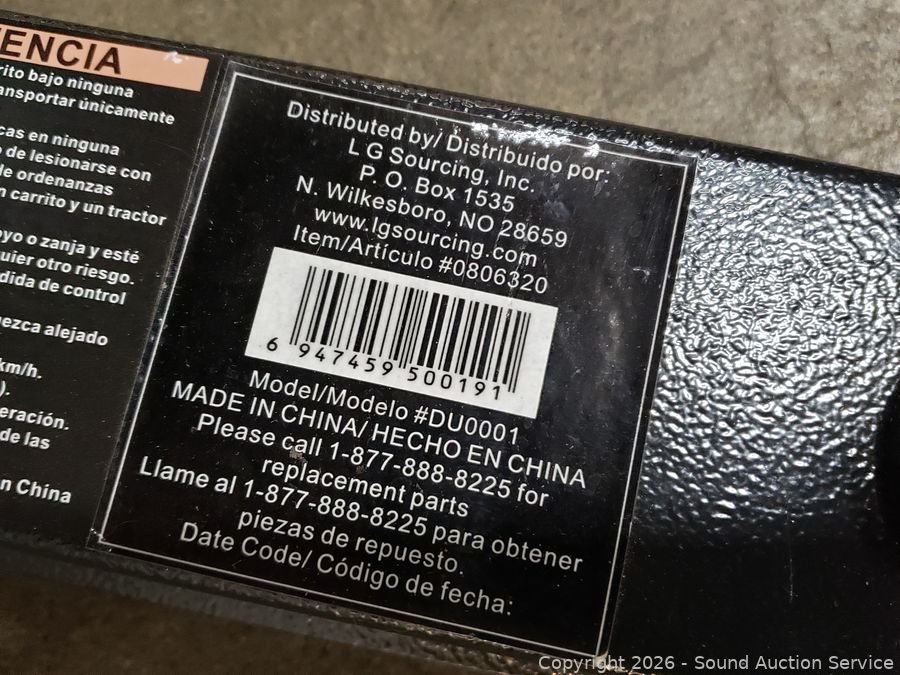 ENCIA
rito bajo ninguna
ansportar únicamente
cas en ninguna
de lesionarse con
de ordenanzas
n carrito y un tractor
oyo o zanja y esté
uier otro riesgo.
dida de control
uezca alejado
km/h.
).
eración.
de las
en China
Distributed by/ Distribuido por:
L G Sourcing, Inc.
P. O. Box 1535
N. Wilkesboro, NO 28659
www.lgsourcing.com
Item/Artículo #0806320
6 947459 500191
Model/Modelo #DU0001
MADE IN CHINA/ HECHO EN CHINA
Please call 1-877-888-8225 for
replacement parts
Llame al 1-877-888-8225 para obtener
piezas de repuesto.
Date Code/ Código de fecha:
Copyright 2026 - Sound Auction Service